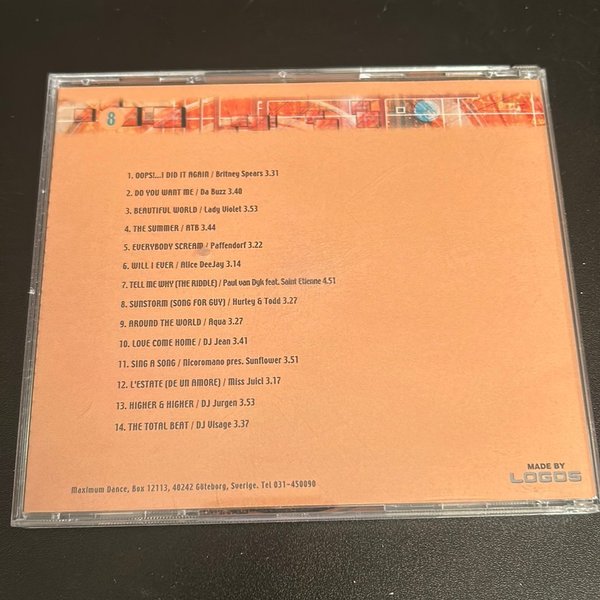 8
1. OOPS!...I DID IT AGAIN / Britney Spears 3.31
2. DO YOU WANT ME / Da Buzz 3.40
3. BEAUTIFUL WORLD / Lady Violet 3.53
4. THE SUMMER / ATB 3.44
5. EVERYBODY SCREAM / Paffendorf 3.22
6. WILL I EVER / Alice DeeJay 3.14
7. TELL ME WHY (THE RIDDLE) / Paul van Dyk feat. Saint Etienne 4.51
8. SUNSTORM (SONG FOR GUY) / Hurley & Todd 3.27
9. AROUND THE WORLD / Aqua 3.27
10. LOVE COME HOME / DJ Jean 3.41
11. SING A SONG / Nicoromano pres. Sunflower 3.51
12. L'ESTATE (DE UN AMORE) / Miss Juici 3.17
13. HIGHER & HIGHER / DJ Jurgen 3.53
14. THE TOTAL BEAT / DJ Visage 3.37
Maximum Dance, Box 12113, 40242 Göteborg, Sverige. Tel 031-450090
MADE BY
LOGOS